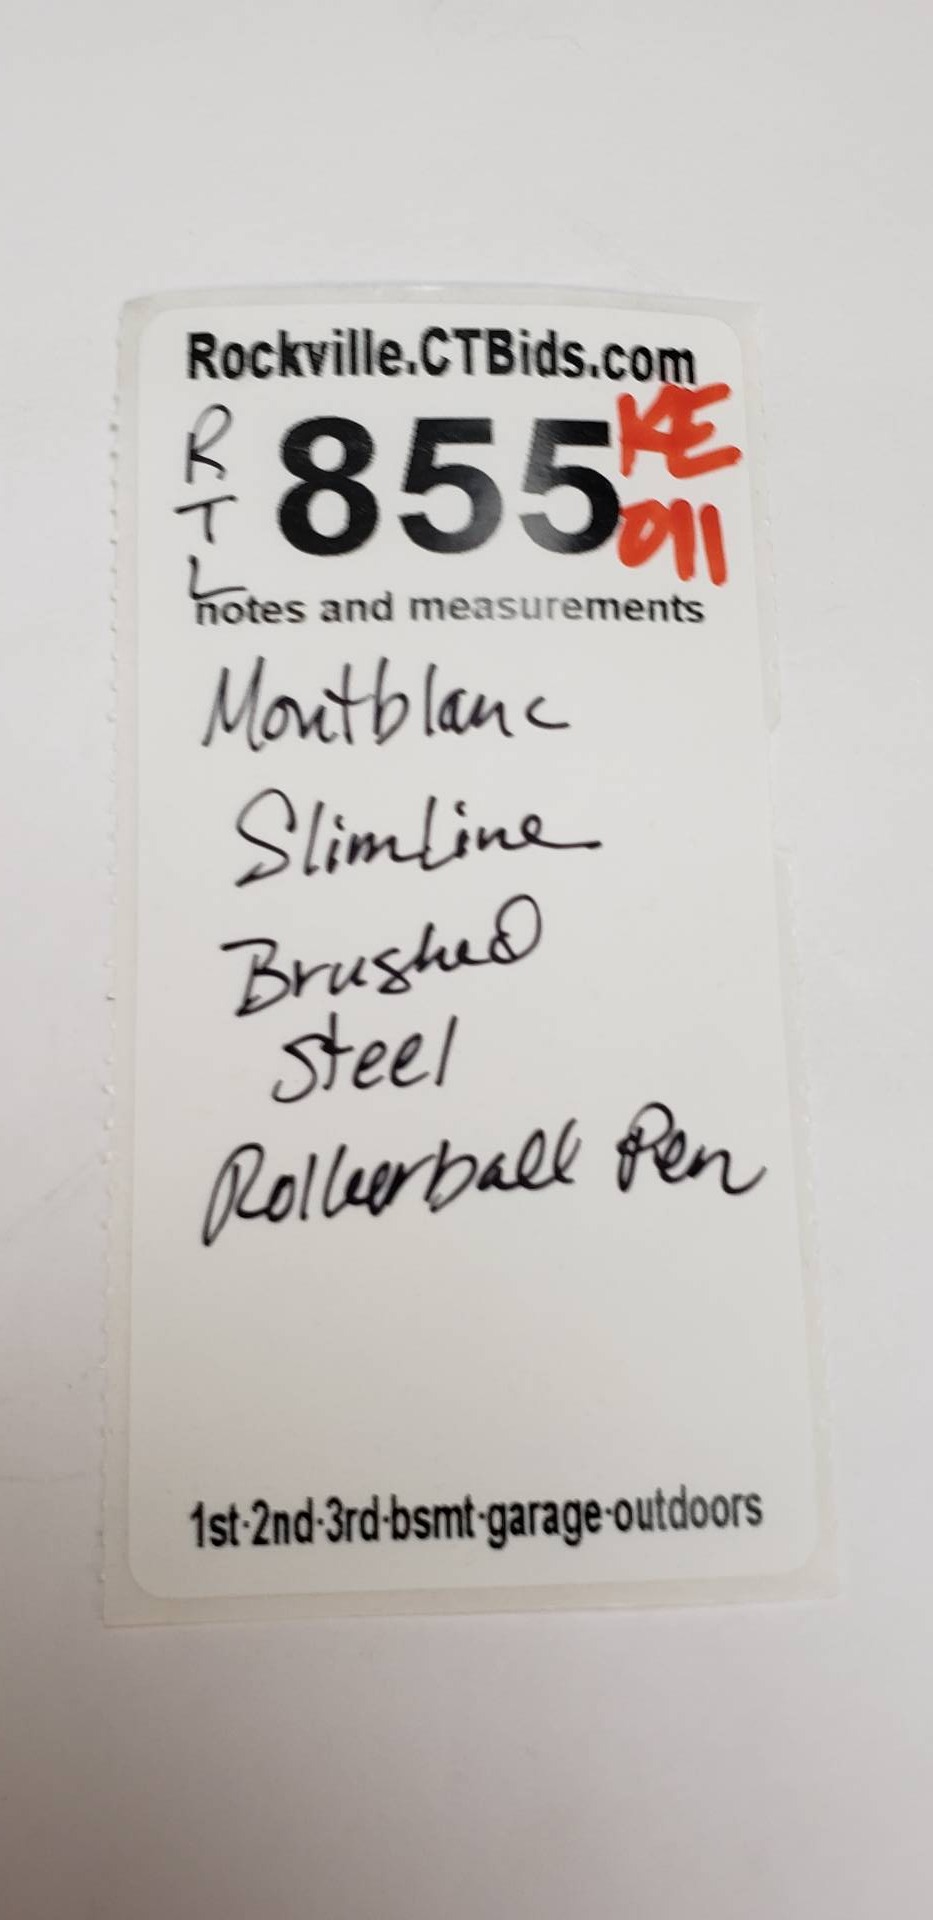 Rockville.CTBids.com
RTL
855
KE
011
notes and measurements
Montblanc
Slimline
Brushed
Steel
Rollerball Pen
1st·2nd·3rd·bsmt·garage·outdoors